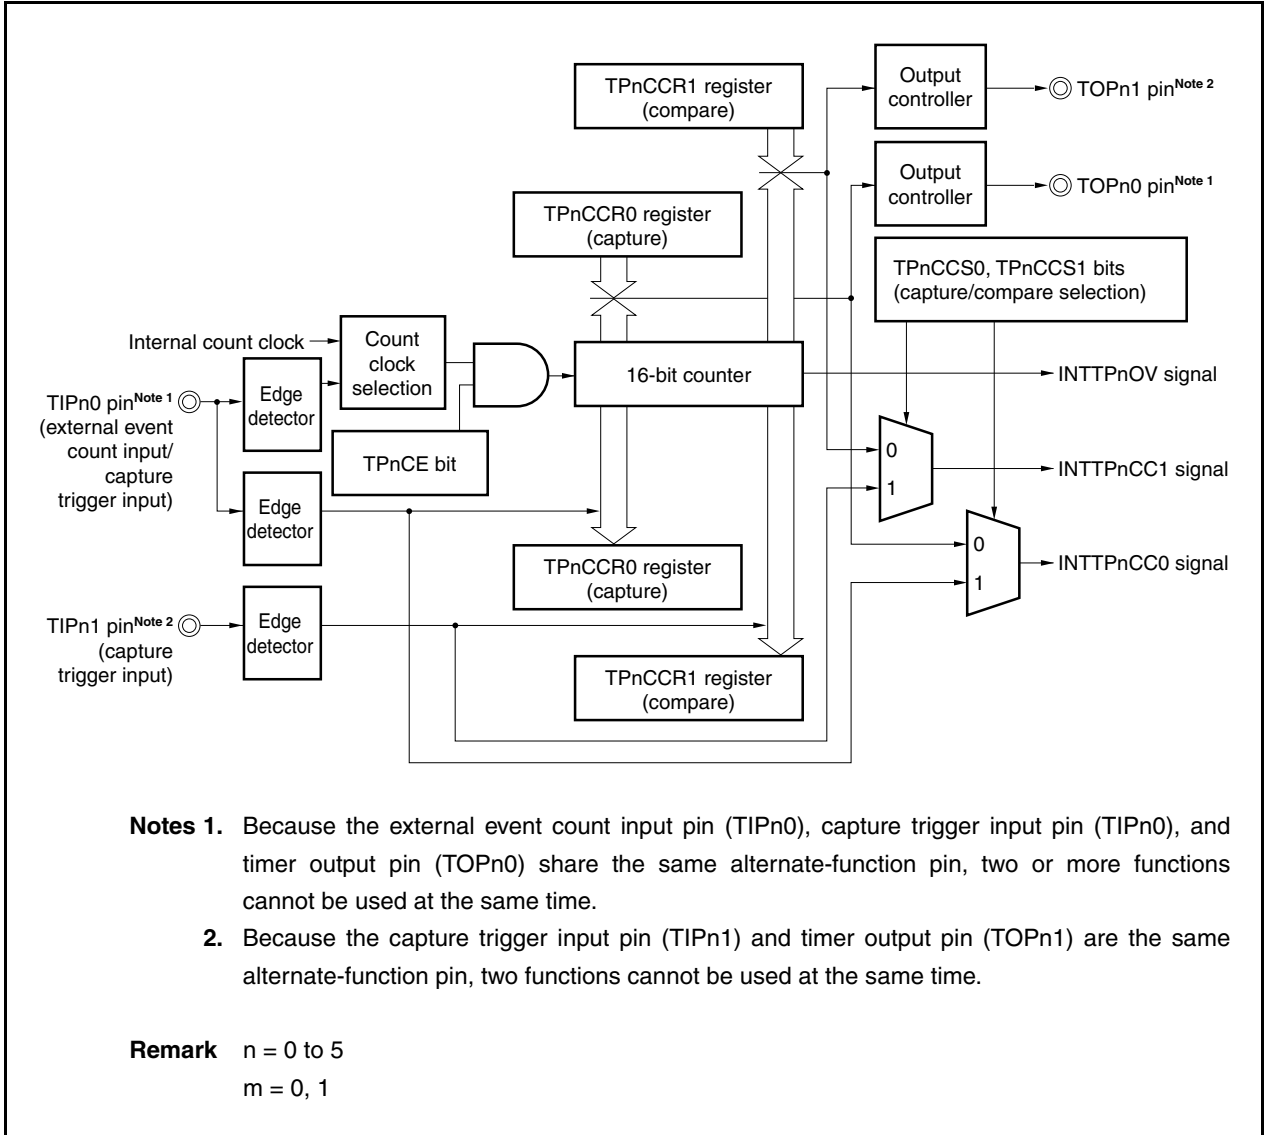 TPnCCR1 register
(compare)
Output
controller
TOPn1 pinNote 2
Output
controller
TOPn0 pinNote 1
TPnCCR0 register
(capture)
TPnCCS0, TPnCCS1 bits
(capture/compare selection)
Internal count clock
Count
clock
selection
16-bit counter
INTTPnOV signal
TIPn0 pinNote 1
(external event
count input/
capture
trigger input)
Edge
detector
TPnCE bit
0
1
INTTPnCC1 signal
Edge
detector
TPnCCR0 register
(capture)
0
1
INTTPnCC0 signal
TIPn1 pinNote 2
(capture
trigger input)
Edge
detector
TPnCCR1 register
(compare)
Notes 1. Because the external event count input pin (TIPn0), capture trigger input pin (TIPn0), and
timer output pin (TOPn0) share the same alternate-function pin, two or more functions
cannot be used at the same time.
2. Because the capture trigger input pin (TIPn1) and timer output pin (TOPn1) are the same
alternate-function pin, two functions cannot be used at the same time.
Remark n = 0 to 5
m = 0, 1